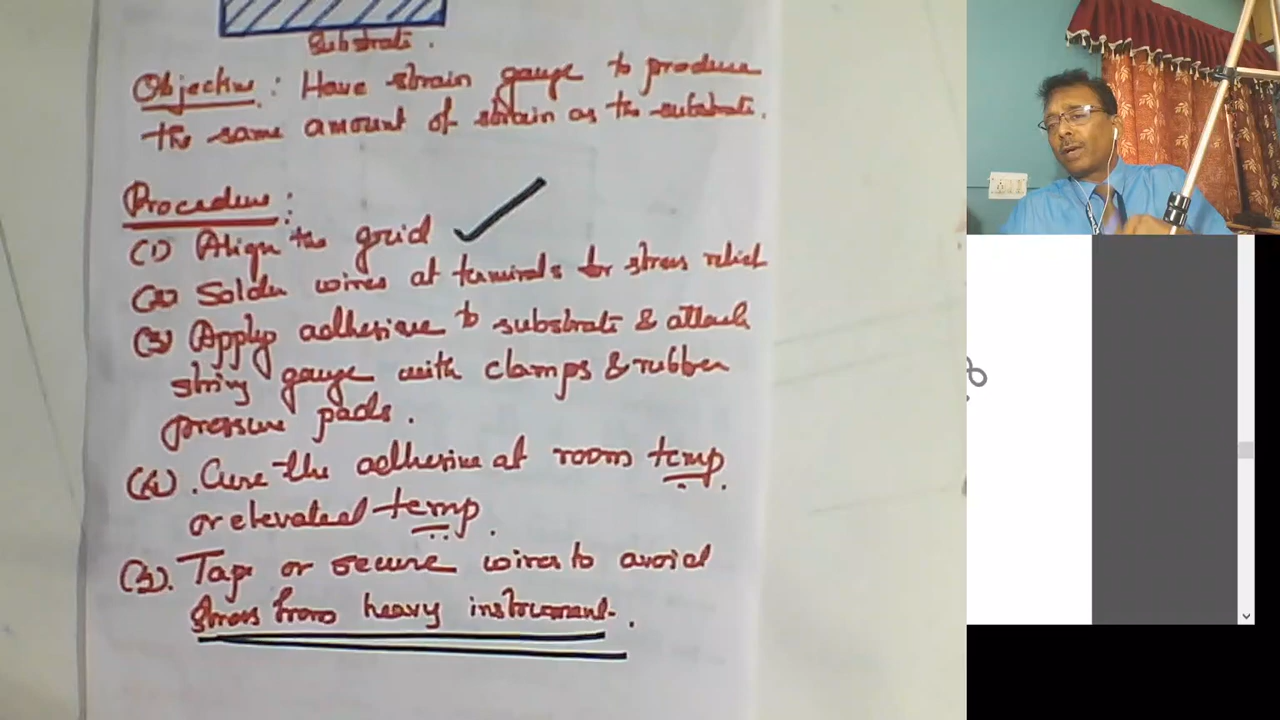 Substrate.
Objective: Have strain gauge to produce
the same amount of strain as the substrate.
Procedure:
(1) Align the grid
(2) Solder wires at terminals for stress relief
(3) Apply adhesive to substrate & attach
string gauge with clamps & rubber
pressure pads.
(4). Cure the adhesive at room temp
or elevated temp.
(5). Tape or secure wires to avoid
stress from heavy instrument.